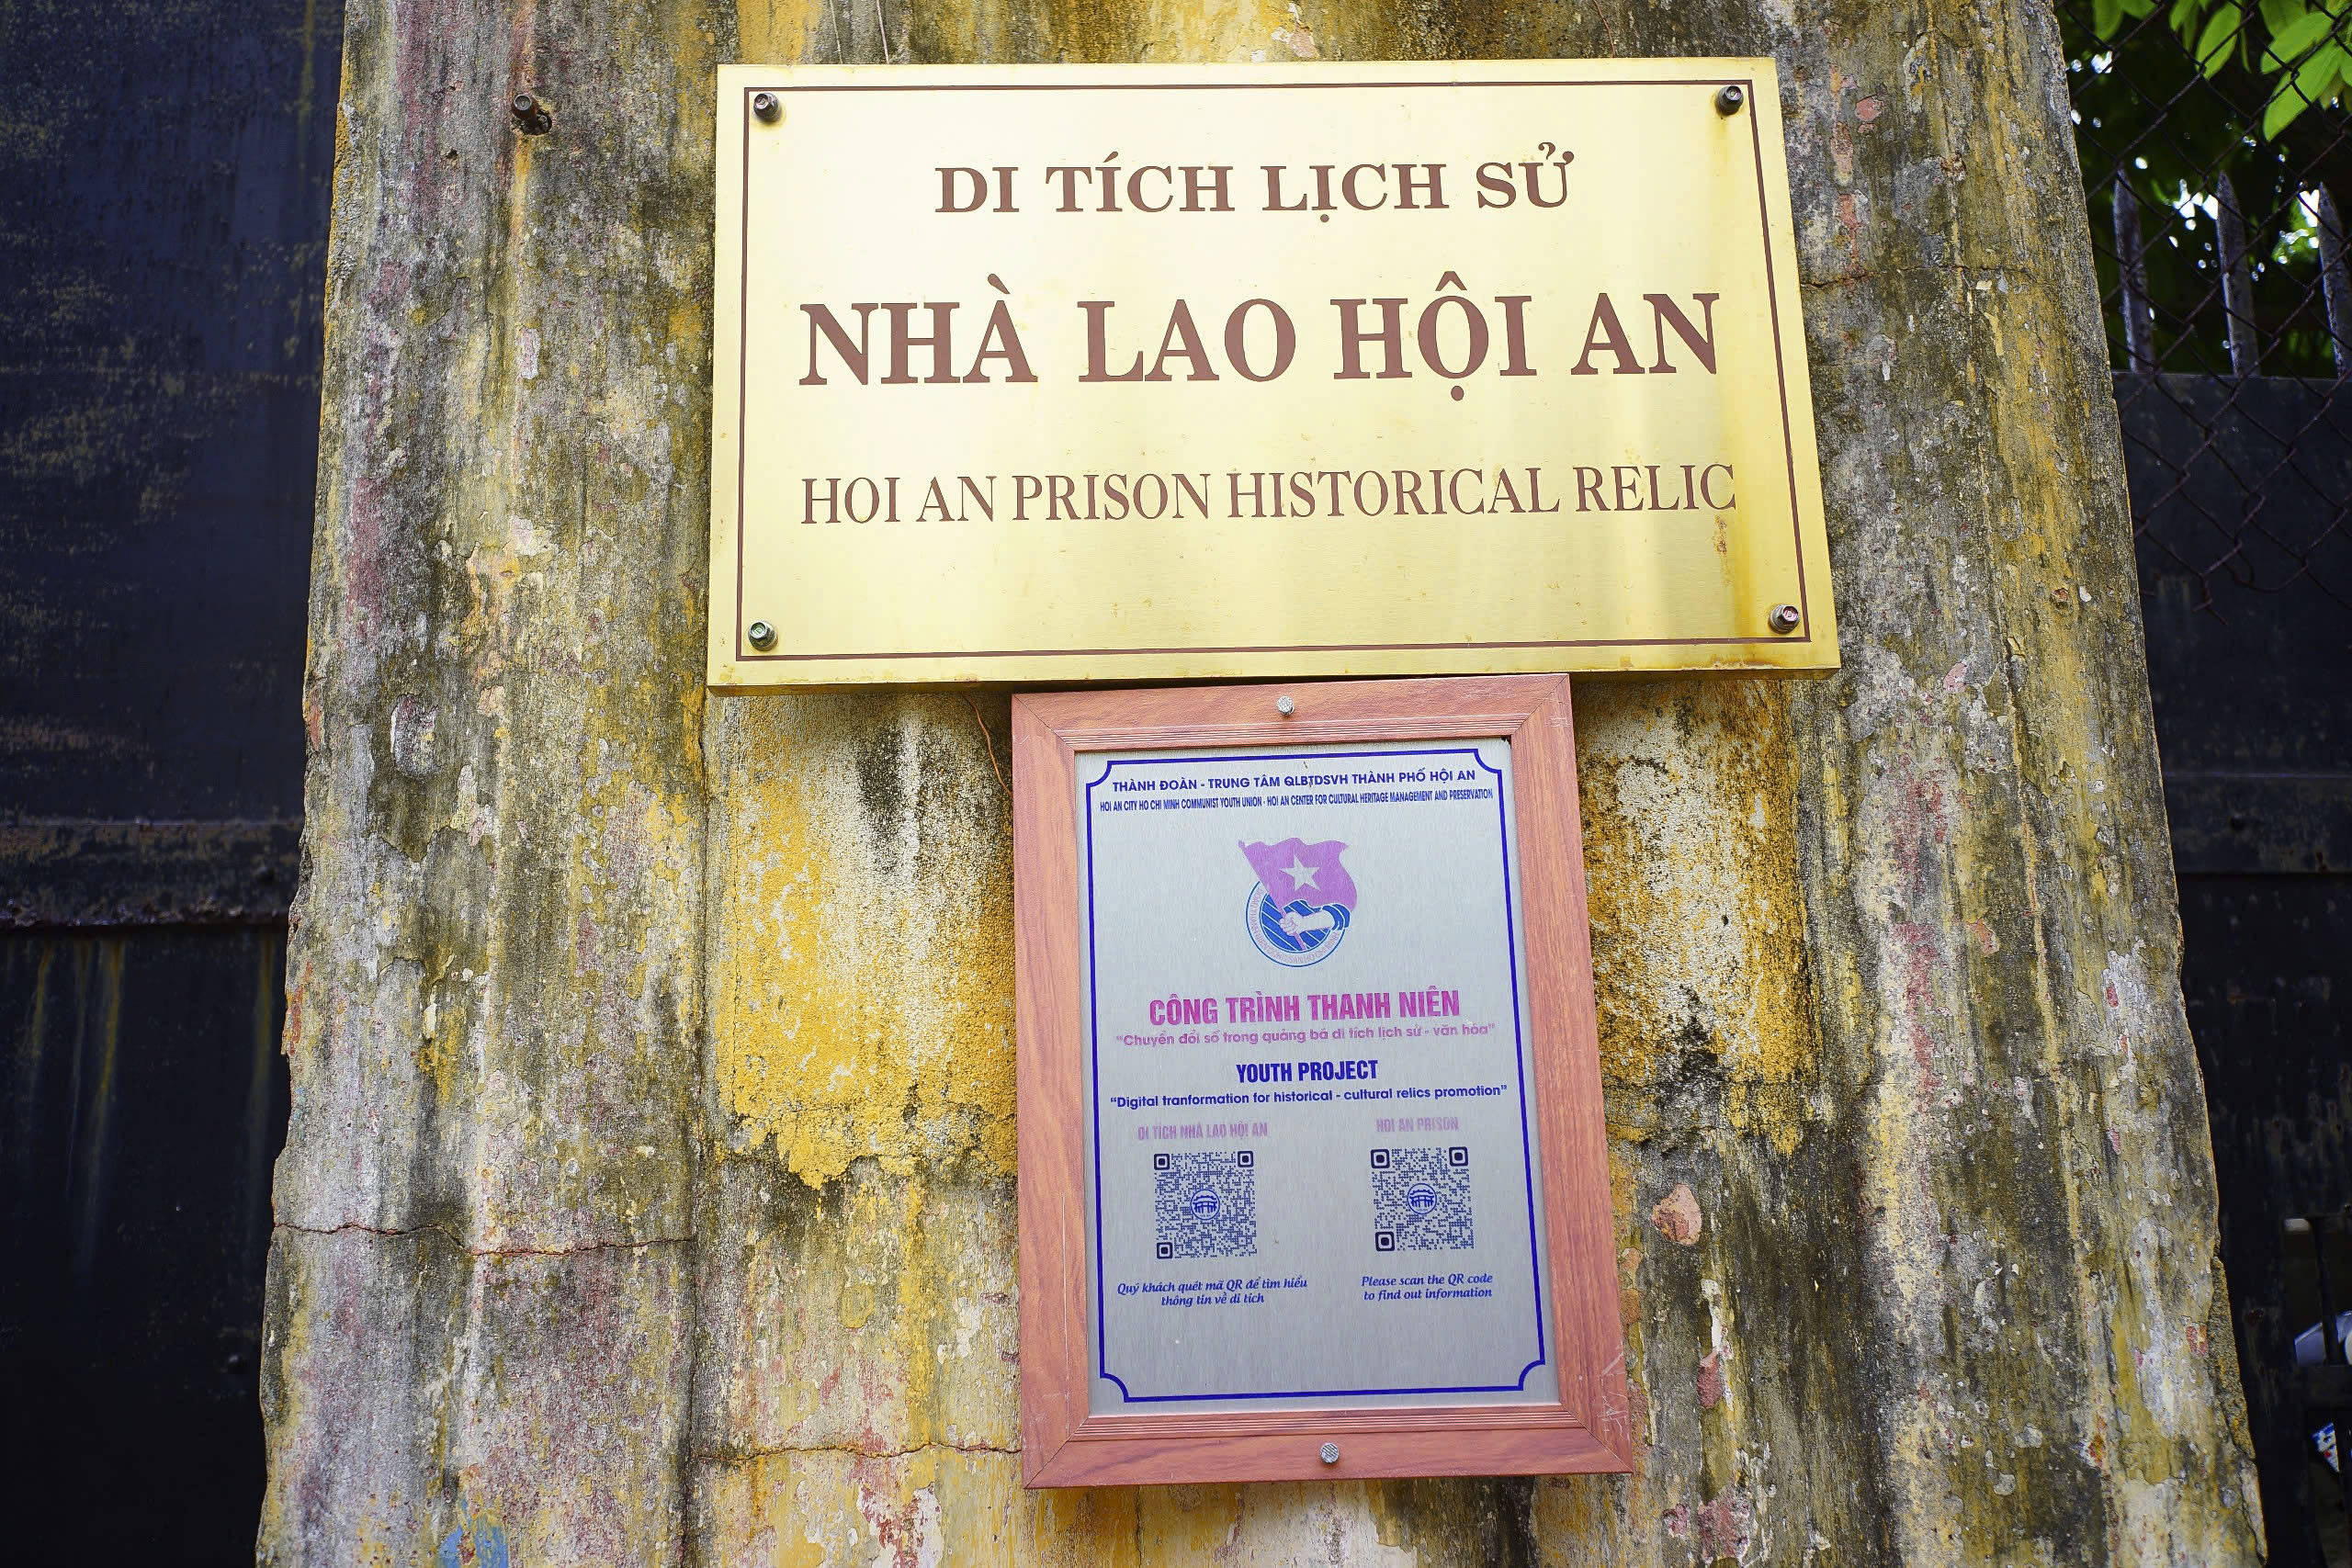 DI TÍCH LỊCH SỬ
NHÀ LAO HỘI AN
HOI AN PRISON HISTORICAL RELIC
THÀNH ĐOÀN - TRUNG TÂM QLBTDSVH THÀNH PHỐ HỘI AN
HOI AN CITY HO CHI MINH COMMUNIST YOUTH UNION - HOI AN CENTER FOR CULTURAL HERITAGE MANAGEMENT AND PRESERVATION
CÔNG TRÌNH THANH NIÊN
"Chuyển đổi số trong quảng bá di tích lịch sử - văn hóa"
YOUTH PROJECT
"Digital tranformation for historical - cultural relics promotion"
DI TÍCH NHÀ LAO HỘI AN
HOI AN PRISON
Quý khách quét mã QR để tìm hiểu
thông tin về di tích
Please scan the QR code
to find out information